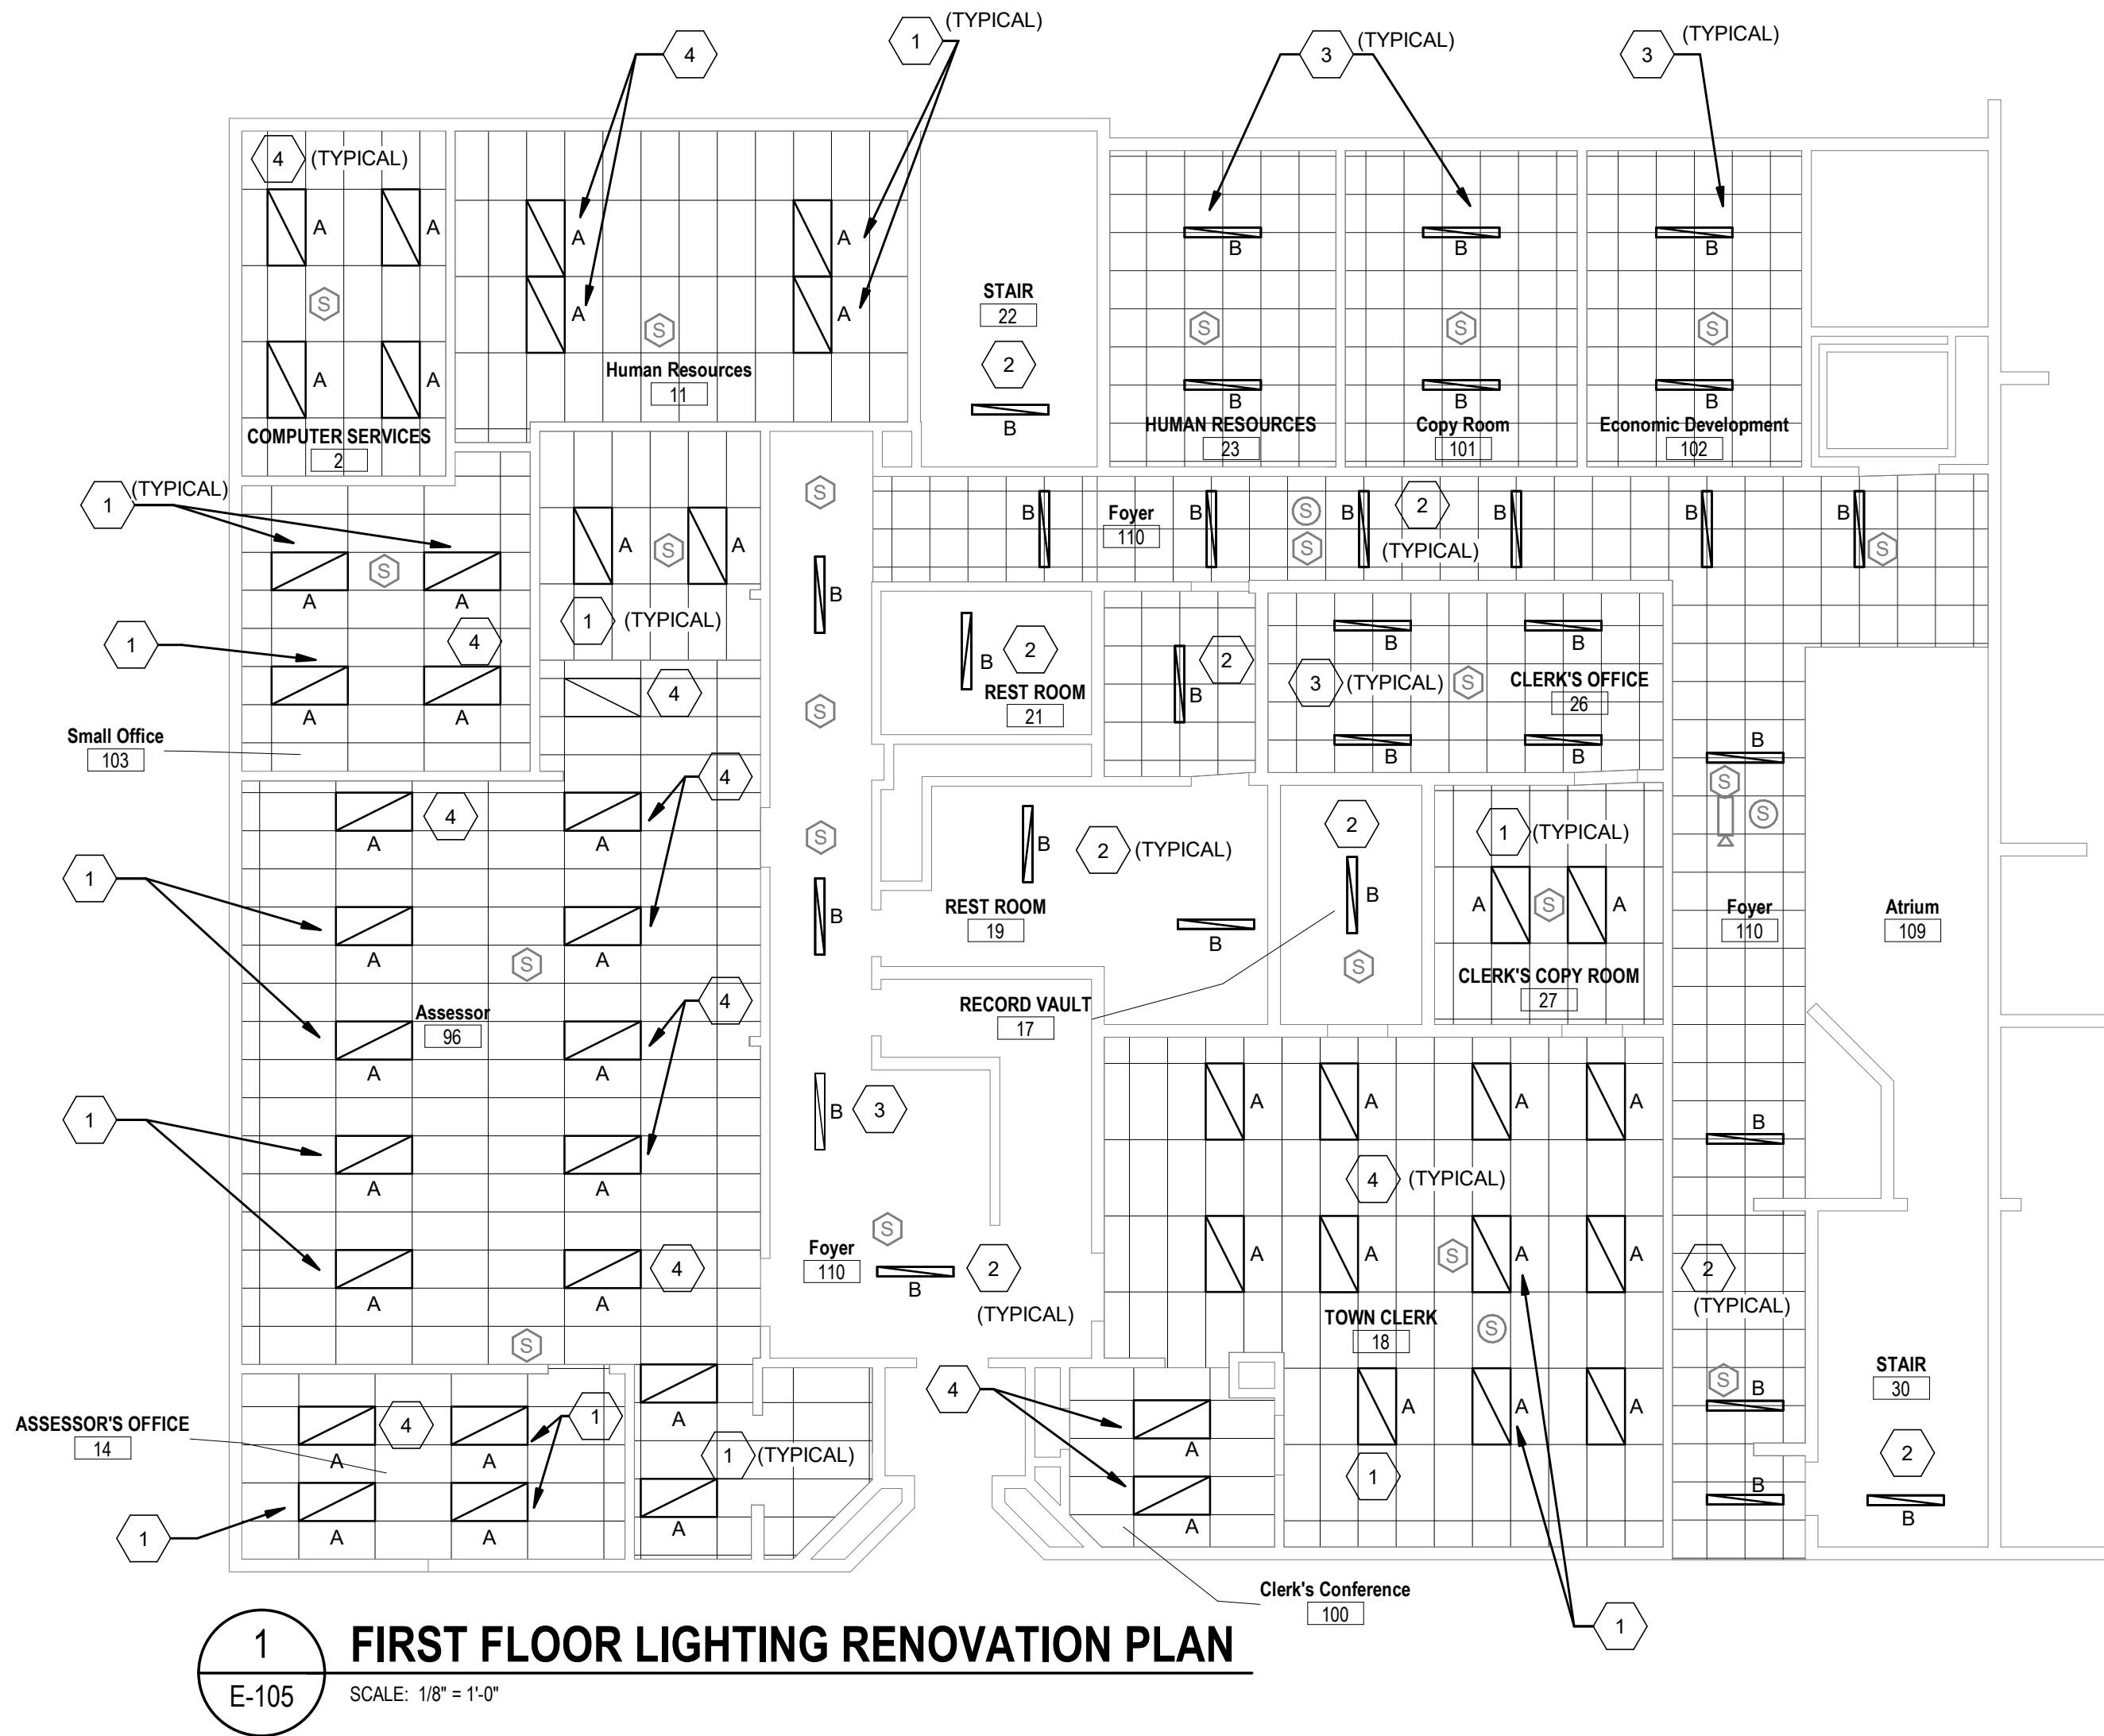 4
1
(TYPICAL)
3
(TYPICAL)
3
(TYPICAL)
4
(TYPICAL)
A
A
A
A
A
A
A
A
S
S
Human Resources
11
COMPUTER SERVICES
2
STAIR
22
2
B
B
B
B
S
S
S
B
B
B
HUMAN RESOURCES
23
Copy Room
101
Economic Development
102
1
(TYPICAL)
S
A
A
1
4
A
A
Small Office
103
A
S
A
1
(TYPICAL)
4
S
B
S
S
B
B
Foyer
110
B
S
S
B
2
(TYPICAL)
B
B
B
S
B
2
REST ROOM
21
2
B
B
B
3
(TYPICAL)
S
CLERK'S OFFICE
26
B
B
4
A
A
4
1
A
A
S
Assessor
96
A
A
4
1
A
A
A
A
4
S
B
2
(TYPICAL)
REST ROOM
19
B
2
B
S
RECORD VAULT
17
1
(TYPICAL)
A
S
A
CLERK'S COPY ROOM
27
B
S
S
Foyer
110
Atrium
109
B
B
3
S
Foyer
110
B
2
(TYPICAL)
A
A
A
A
4
(TYPICAL)
A
A
S
A
A
TOWN CLERK
18
S
A
A
A
1
2
(TYPICAL)
S
B
B
STAIR
30
2
B
ASSESSOR'S OFFICE
14
4
1
A
A
A
A
1
A
1
(TYPICAL)
A
4
A
A
Clerk's Conference
100
1
1
E-105
FIRST FLOOR LIGHTING RENOVATION PLAN
SCALE: 1/8" = 1'-0"